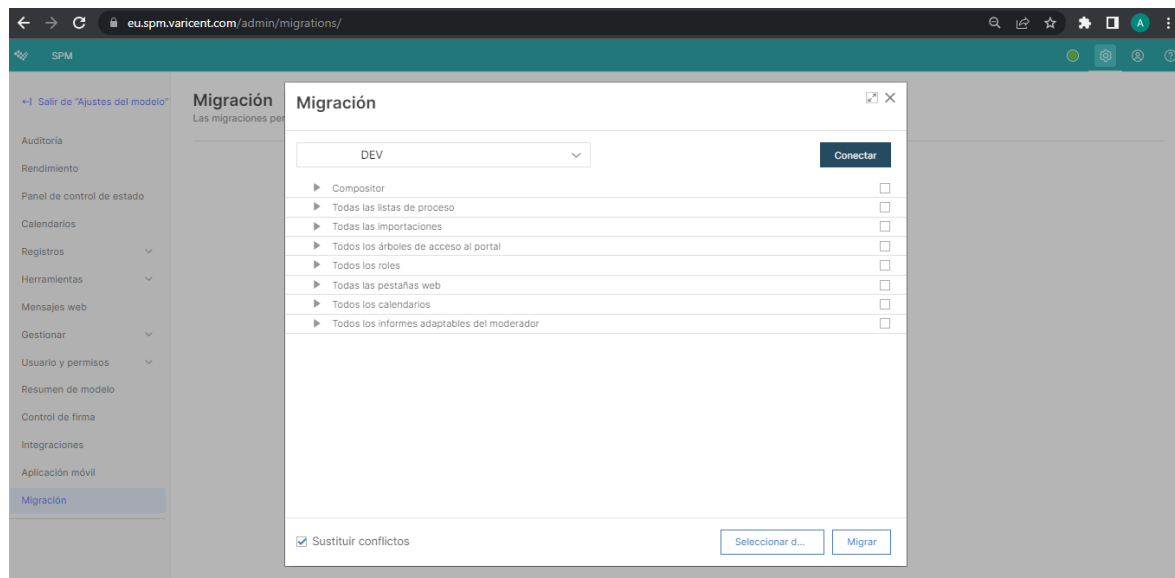 eu.spm.varicent.com/admin/migrations/
A
SPM
Salir de "Ajustes del modelo"
Auditoría
Rendimiento
Panel de control de estado
Calendarios
Registros
Herramientas
Mensajes web
Gestionar
Usuario y permisos
Resumen de modelo
Control de firma
Integraciones
Aplicación móvil
Migración
Migración
Las migraciones per
Migración
DEV
Conectar
Compositor
Todas las listas de proceso
Todas las importaciones
Todos los árboles de acceso al portal
Todos los roles
Todas las pestañas web
Todos los calendarios
Todos los informes adaptables del moderador
Sustituir conflictos
Seleccionar d...
Migrar